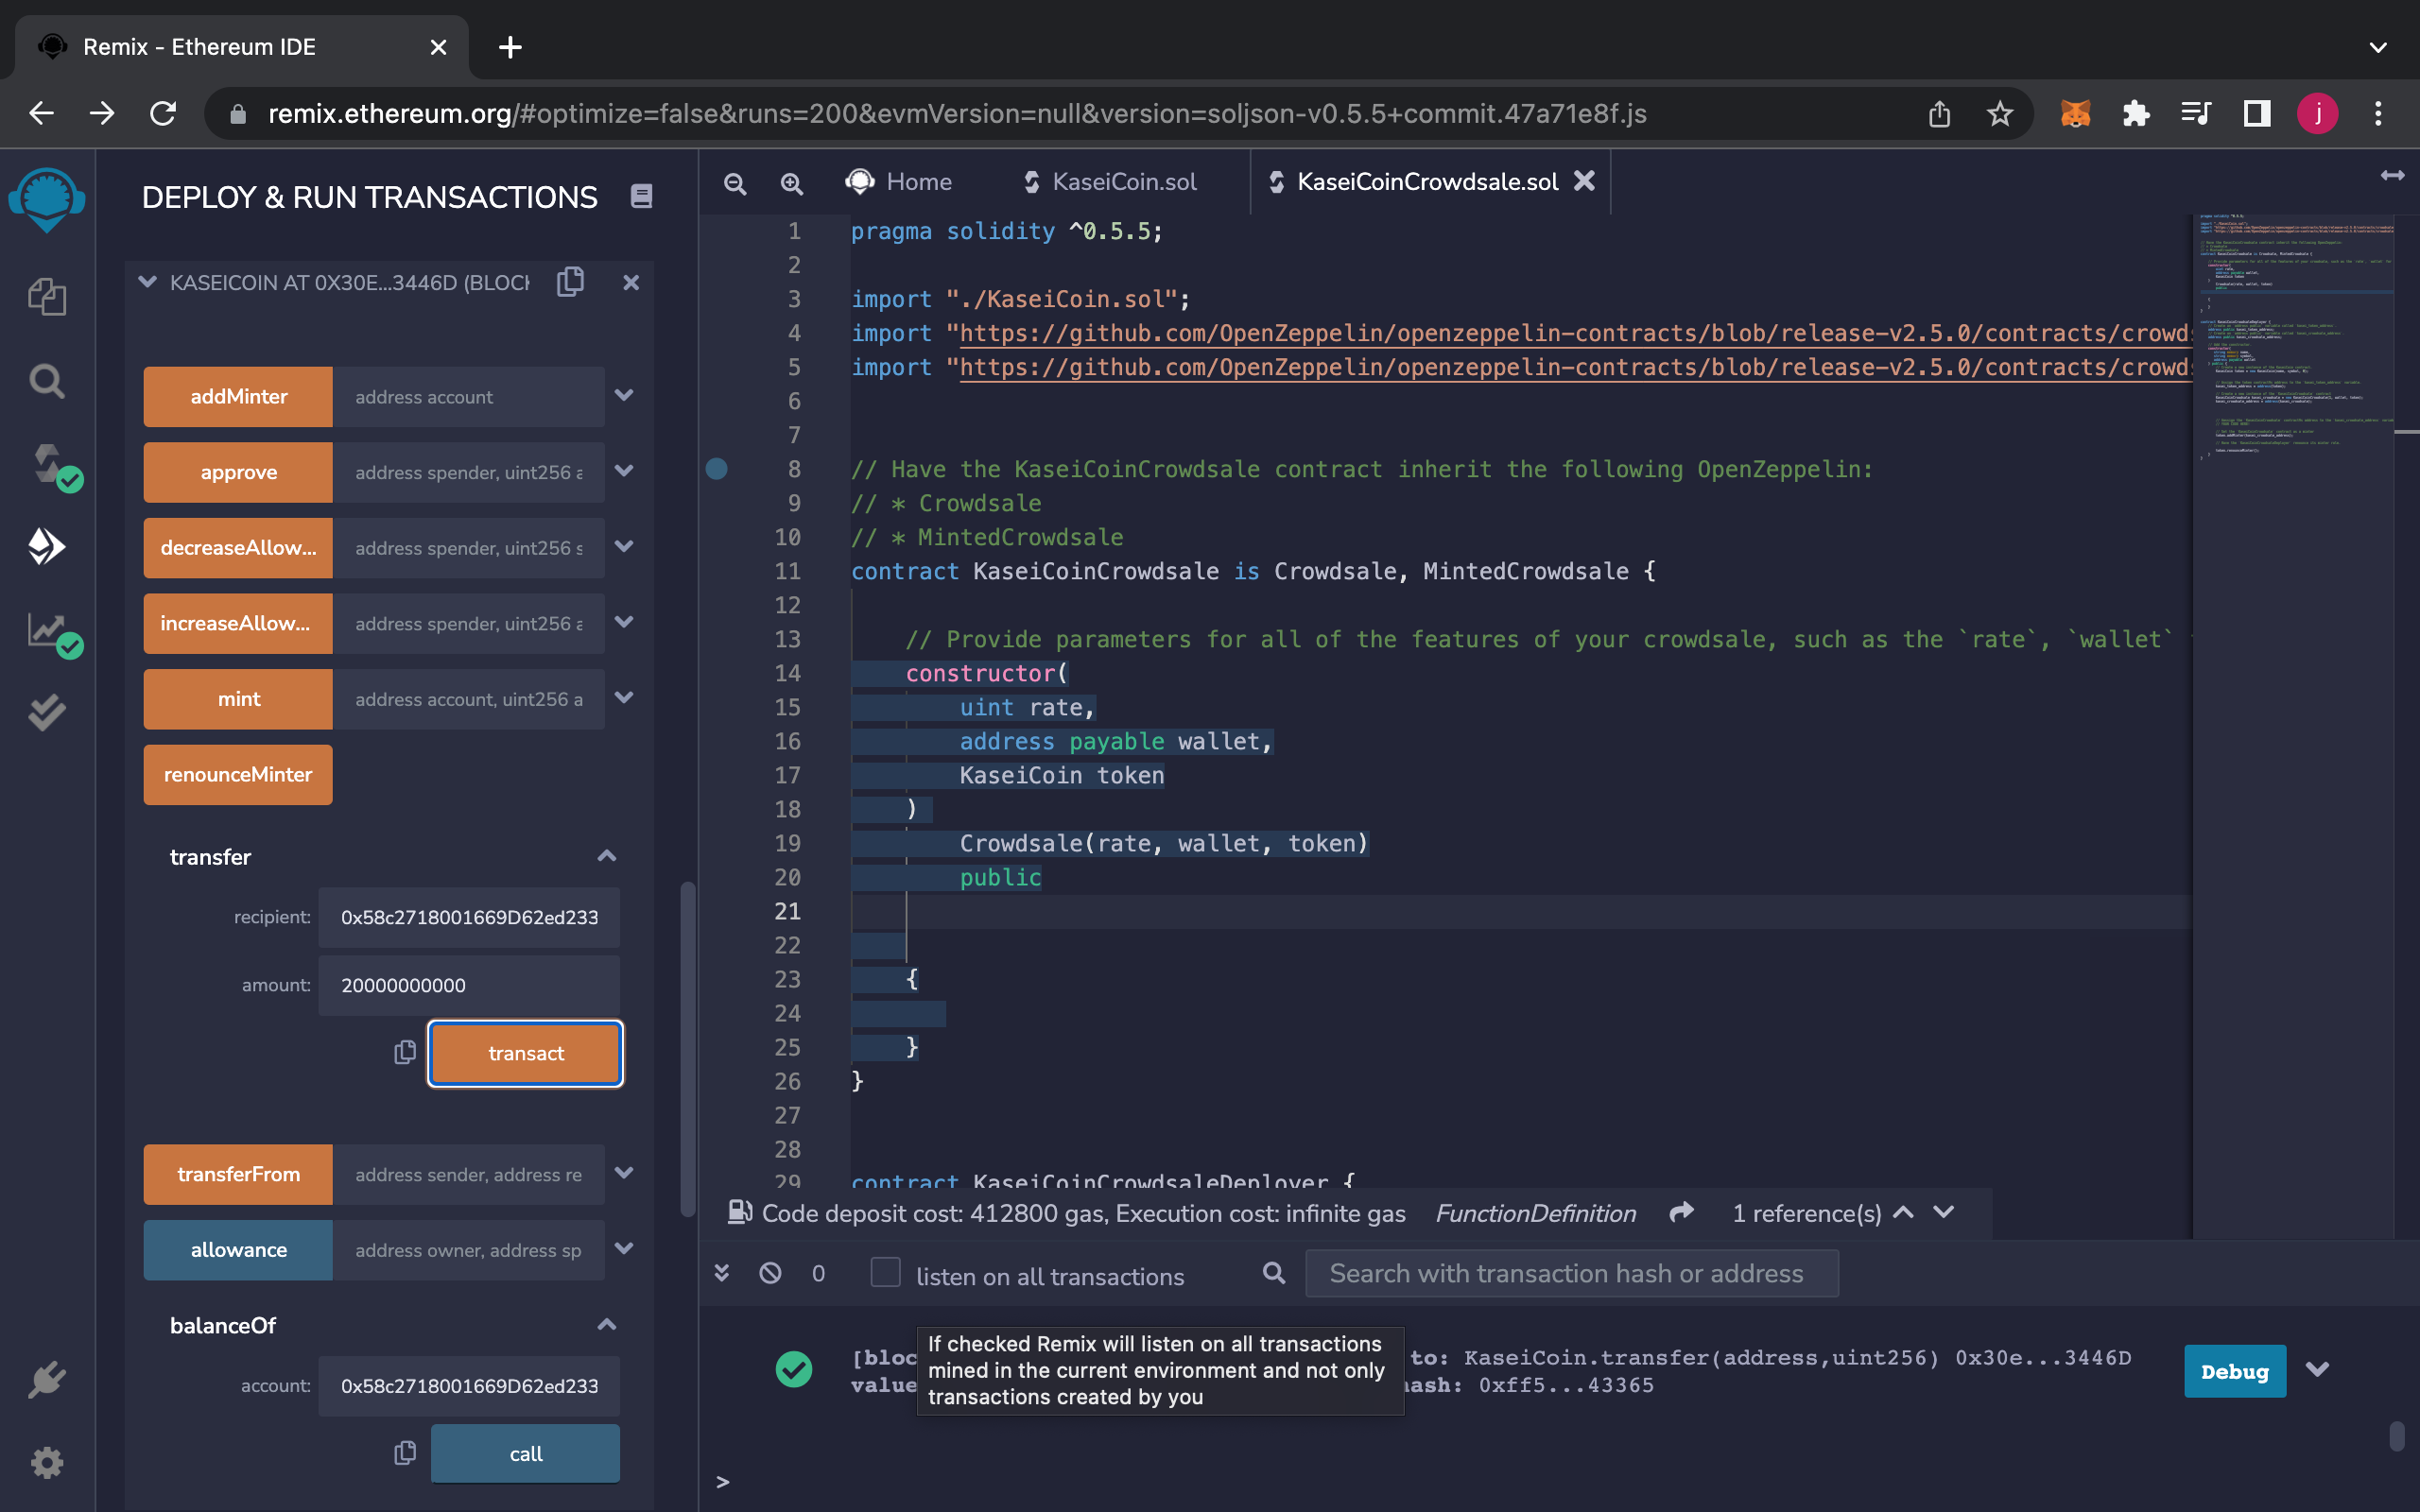 Remix - Ethereum IDE
remix.ethereum.org/#optimize=false&runs=200&evmVersion=null&version=soljson-v0.5.5+commit.47a71e8f.js
j
DEPLOY & RUN TRANSACTIONS
KASEICOIN AT 0X30E...3446D (BLOCK
addMinter address account
approve address spender, uint256 a
decreaseAllow... address spender, uint256 s
increaseAllow... address spender, uint256 a
mint address account, uint256 a
renounceMinter
transfer
recipient: 0x58c2718001669D62ed233
amount: 20000000000
transact
transferFrom address sender, address re
allowance address owner, address sp
balanceOf
account: 0x58c2718001669D62ed233
call
Home KaseiCoin.sol KaseiCoinCrowdsale.sol
1 pragma solidity ^0.5.5;
2
3 import "./KaseiCoin.sol";
4 import "https://github.com/OpenZeppelin/openzeppelin-contracts/blob/release-v2.5.0/contracts/crowds
5 import "https://github.com/OpenZeppelin/openzeppelin-contracts/blob/release-v2.5.0/contracts/crowds
6
7
8 // Have the KaseiCoinCrowdsale contract inherit the following OpenZeppelin:
9 // * Crowdsale
10 // * MintedCrowdsale
11 contract KaseiCoinCrowdsale is Crowdsale, MintedCrowdsale {
12
13 // Provide parameters for all of the features of your crowdsale, such as the `rate`, `wallet`
14 constructor(
15 uint rate,
16 address payable wallet,
17 KaseiCoin token
18 )
19 Crowdsale(rate, wallet, token)
20 public
21
22
23 {
24
25 }
26 }
27
28
29 contract KaseiCoinCrowdsaleDeployer {
Code deposit cost: 412800 gas, Execution cost: infinite gas FunctionDefinition 1 reference(s)
0 listen on all transactions Search with transaction hash or address
If checked Remix will listen on all transactions
mined in the current environment and not only
transactions created by you
[bloc to: KaseiCoin.transfer(address,uint256) 0x30e...3446D
value hash: 0xff5...43365
Debug
>